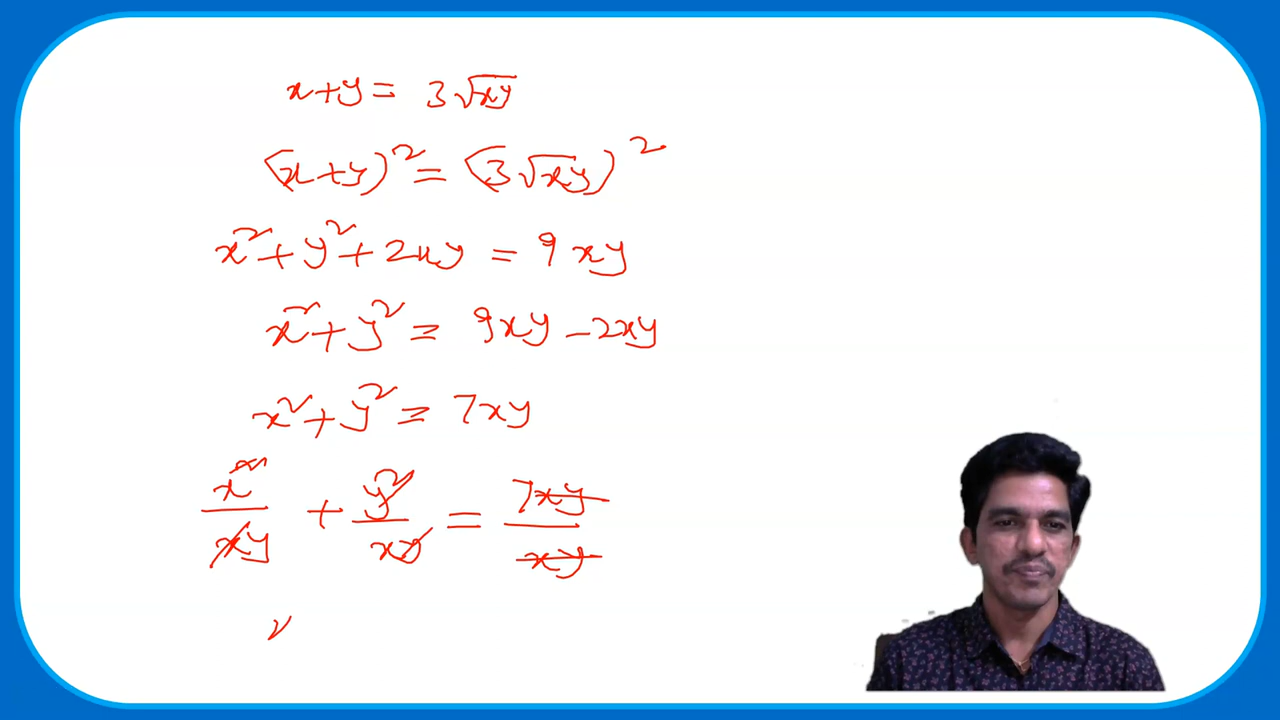 x+y = 3√xy
(x+y)² = (3√xy)²
x²+y²+2xy = 9xy
x²+y² = 9xy-2xy
x²+y² = 7xy
x²/xy + y²/xy = 7xy/xy